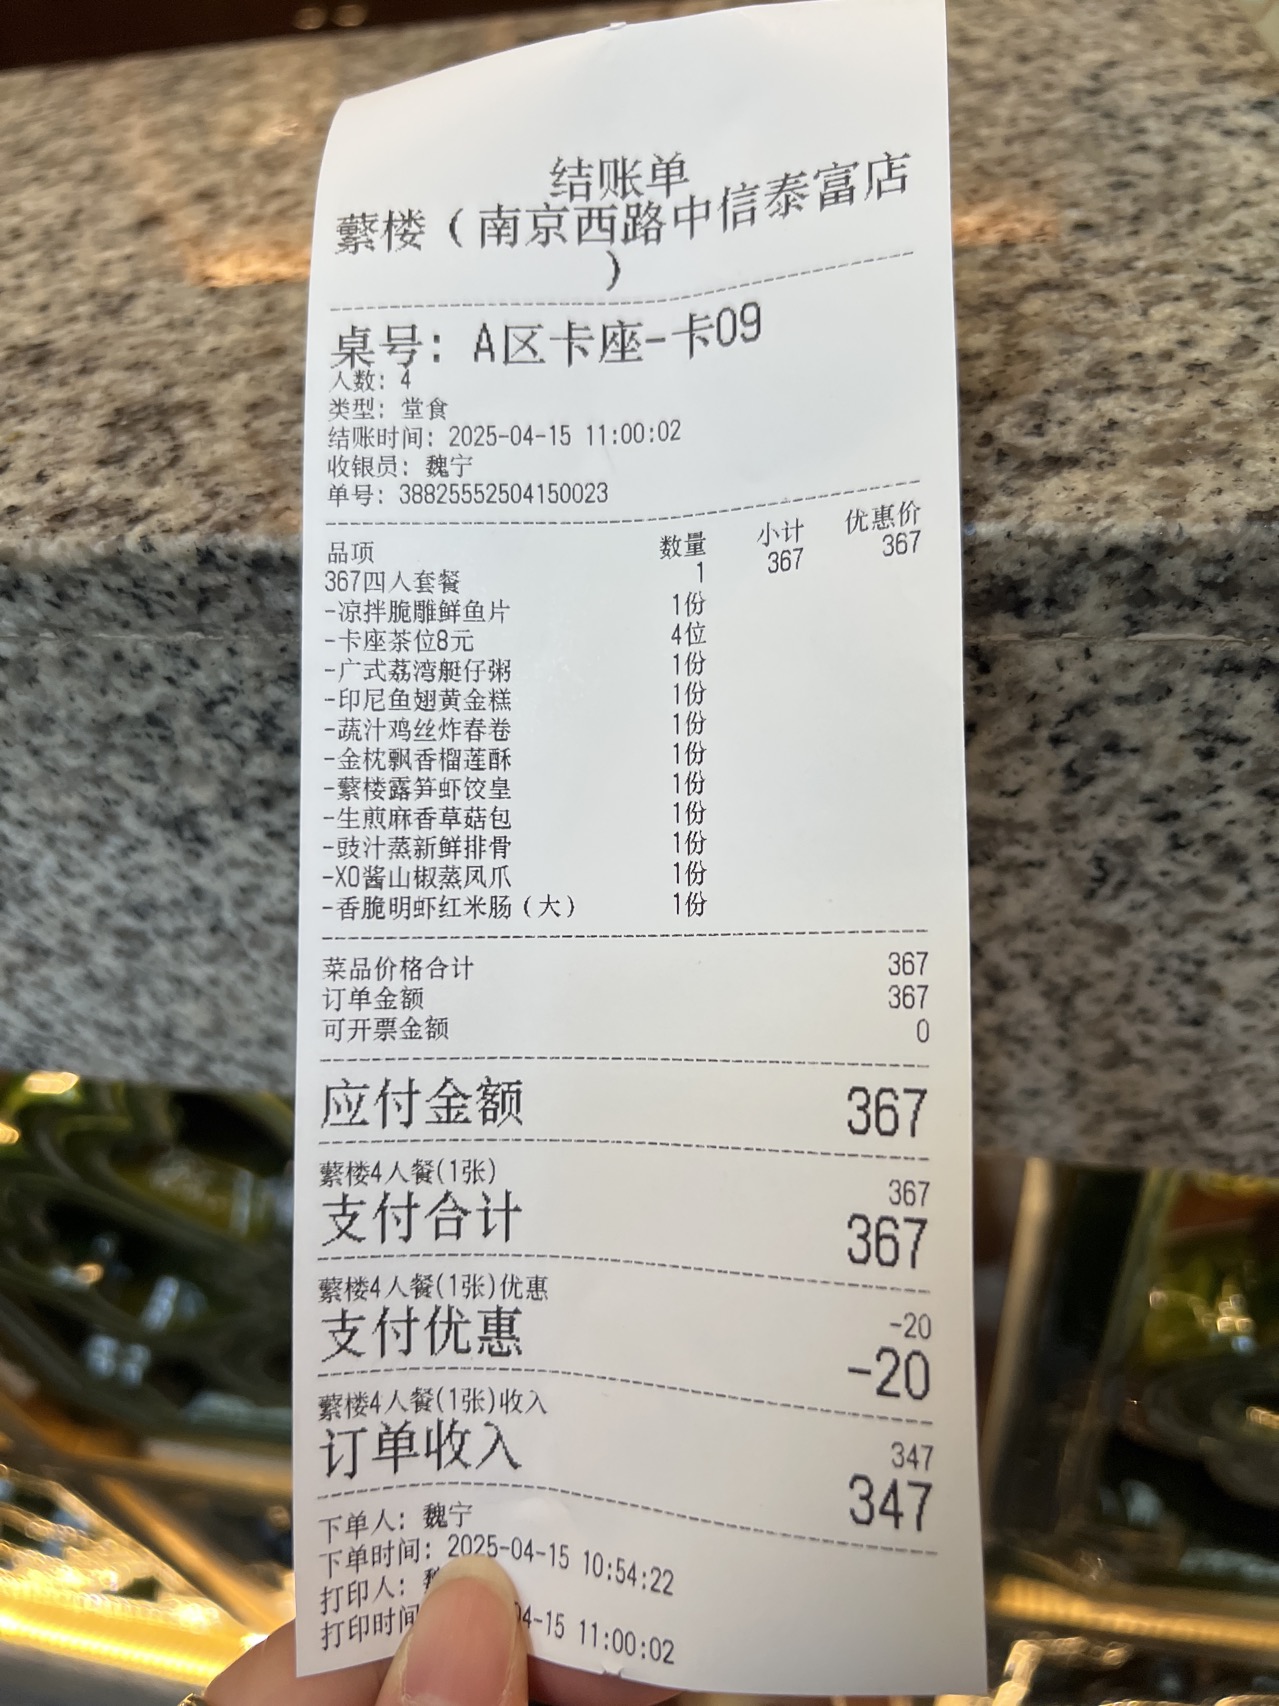 结账单
蘩楼（南京西路中信泰富店
）
桌号：A区卡座-卡09
人数：4
类型：堂食
结账时间：2025-04-15 11:00:02
收银员：魏宁
单号：388255552504150023
品项 数量 小计 优惠价
367四人套餐 1 367 367
-凉拌脆雕鲜鱼片 1份
-卡座茶位8元 4位
-广式荔湾艇仔粥 1份
-印尼鱼翅黄金糕 1份
-蔬汁鸡丝炸春卷 1份
-金枕飘香榴莲酥 1份
-蘩楼露笋虾饺皇 1份
-生煎麻香草菇包 1份
-豉汁蒸新鲜排骨 1份
-XO酱山椒蒸凤爪 1份
-香脆明虾红米肠（大） 1份
菜品价格合计 367
订单金额 367
可开票金额 0
应付金额 367
蘩楼4人餐(1张) 367
支付合计 367
蘩楼4人餐(1张)优惠 -20
支付优惠 -20
蘩楼4人餐(1张)收入 347
订单收入 347
下单人：魏宁
下单时间：2025-04-15 10:54:22
打印人：
打印时间 04-15 11:00:02